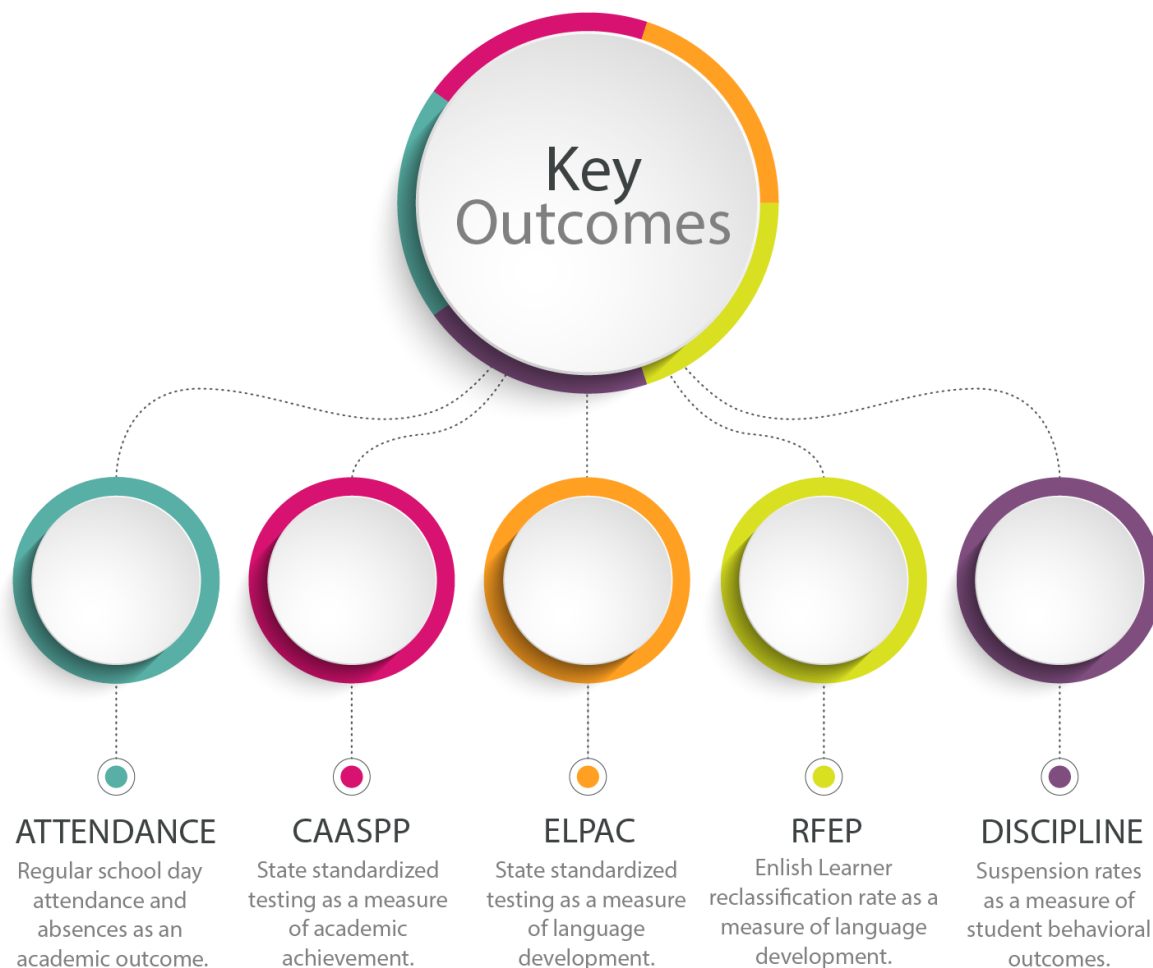 Key
Outcomes
ATTENDANCE
Regular school day
attendance and
absences as an
academic outcome.
CAASPP
State standardized
testing as a measure
of academic
achievement.
ELPAC
State standardized
testing as a measure
of language
development.
RFEP
Enlish Learner
reclassification rate as a
measure of language
development.
DISCIPLINE
Suspension rates
as a measure of
student behavioral
outcomes.